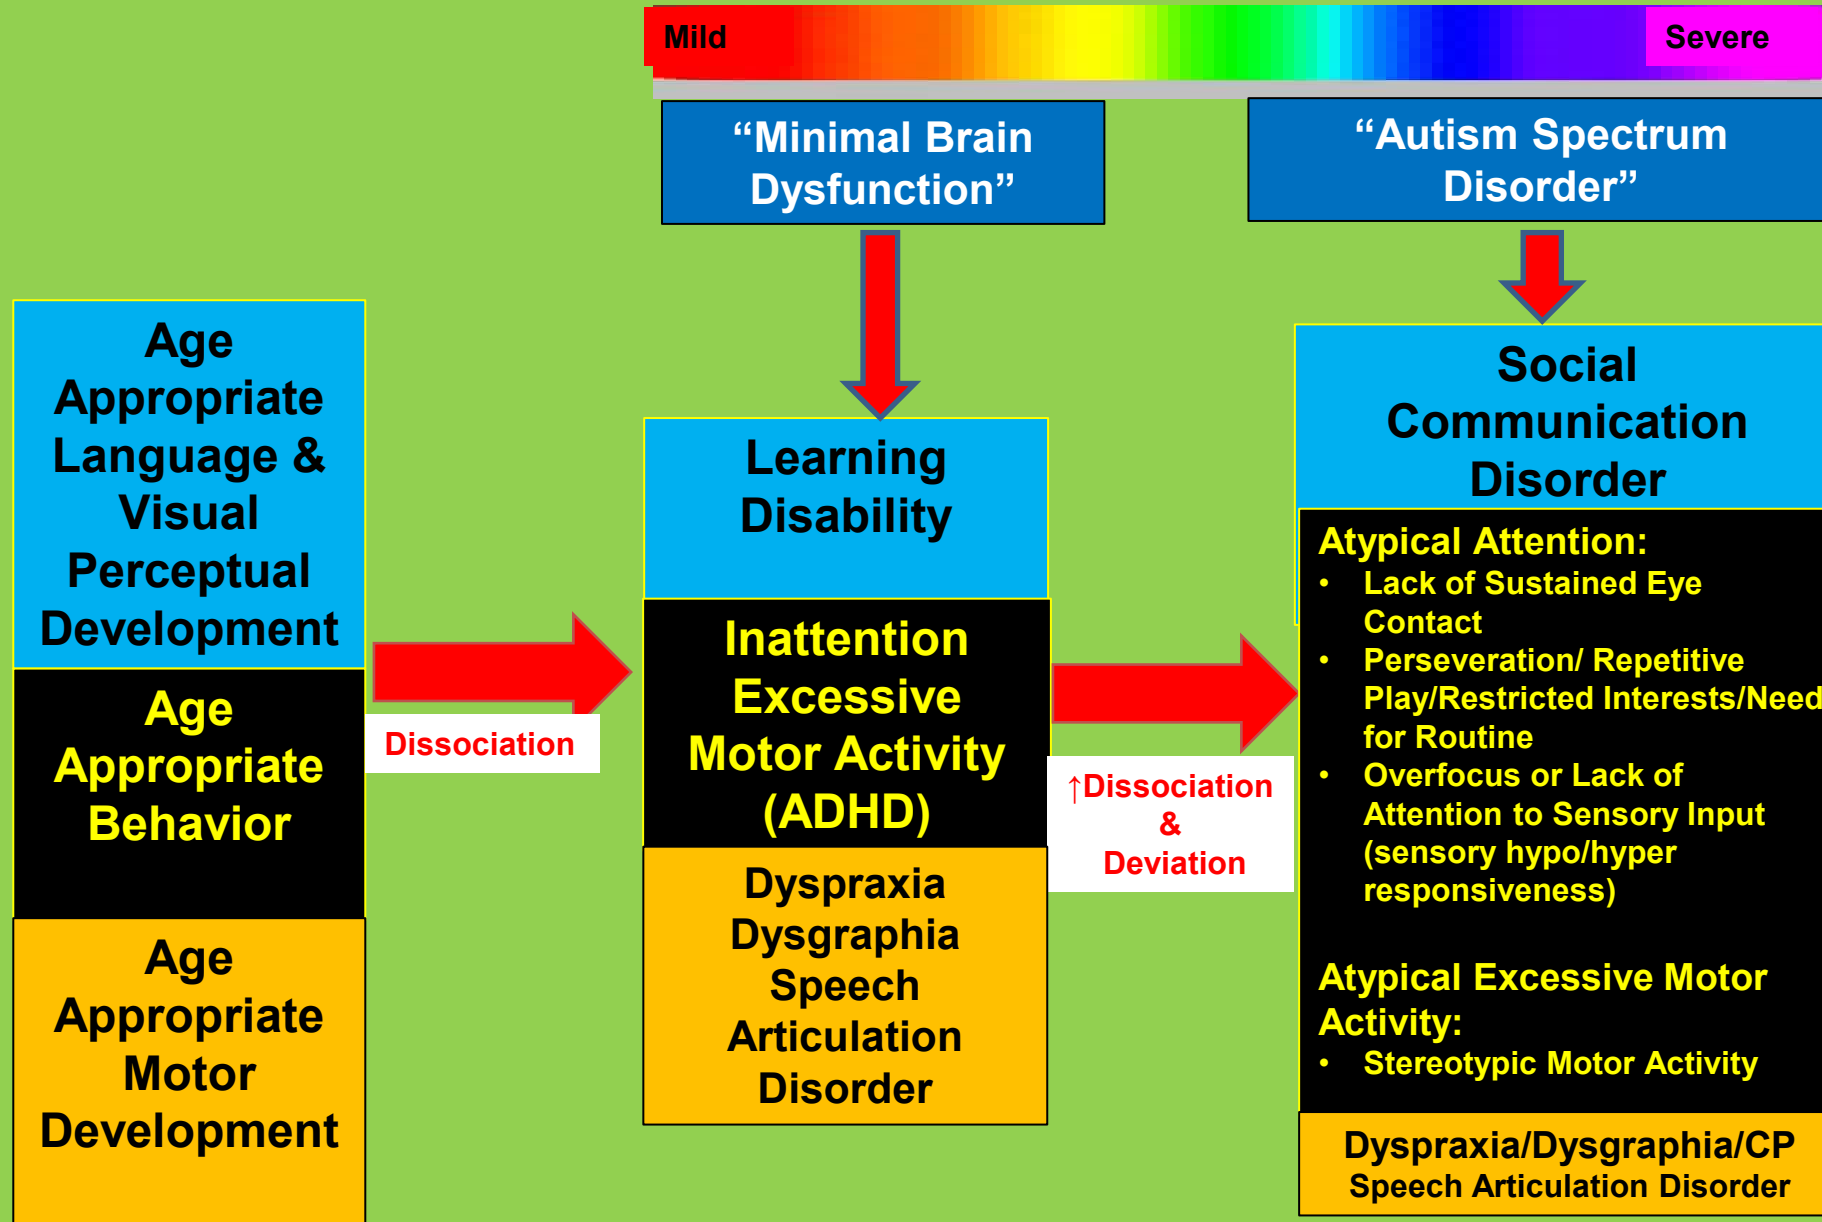 Mild
Severe
“Minimal Brain
Dysfunction”
“Autism Spectrum
Disorder”
Age
Appropriate
Language &
Visual
Perceptual
Development
Age
Appropriate
Behavior
Age
Appropriate
Motor
Development
Dissociation
Learning
Disability
Inattention
Excessive
Motor Activity
(ADHD)
Dyspraxia
Dysgraphia
Speech
Articulation
Disorder
↑Dissociation
&
Deviation
Social
Communication
Disorder
Atypical Attention:
• Lack of Sustained Eye
Contact
• Perseveration/ Repetitive
Play/Restricted Interests/Need
for Routine
• Overfocus or Lack of
Attention to Sensory Input
(sensory hypo/hyper
responsiveness)
Atypical Excessive Motor
Activity:
• Stereotypic Motor Activity
Dyspraxia/Dysgraphia/CP
Speech Articulation Disorder